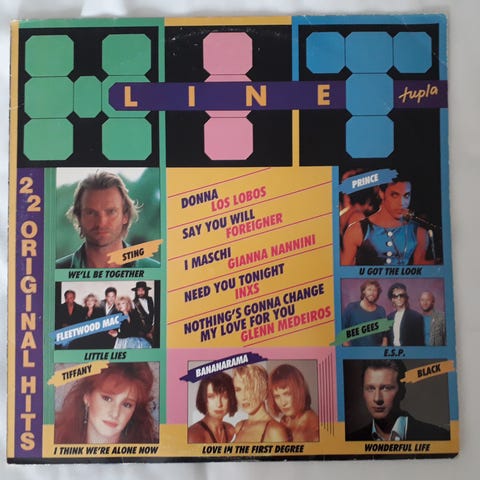 HIT
LINE
tupla
22 ORIGINAL HITS
STING
WE'LL BE TOGETHER
FLEETWOOD MAC
LITTLE LIES
TIFFANY
I THINK WE'RE ALONE NOW
DONNA
LOS LOBOS
SAY YOU WILL
FOREIGNER
I MASCHI
GIANNA NANNINI
NEED YOU TONIGHT
INXS
NOTHING'S GONNA CHANGE
MY LOVE FOR YOU
GLENN MEDEIROS
BANANARAMA
LOVE IN THE FIRST DEGREE
PRINCE
U GOT THE LOOK
BEE GEES
E.S.P.
BLACK
WONDERFUL LIFE